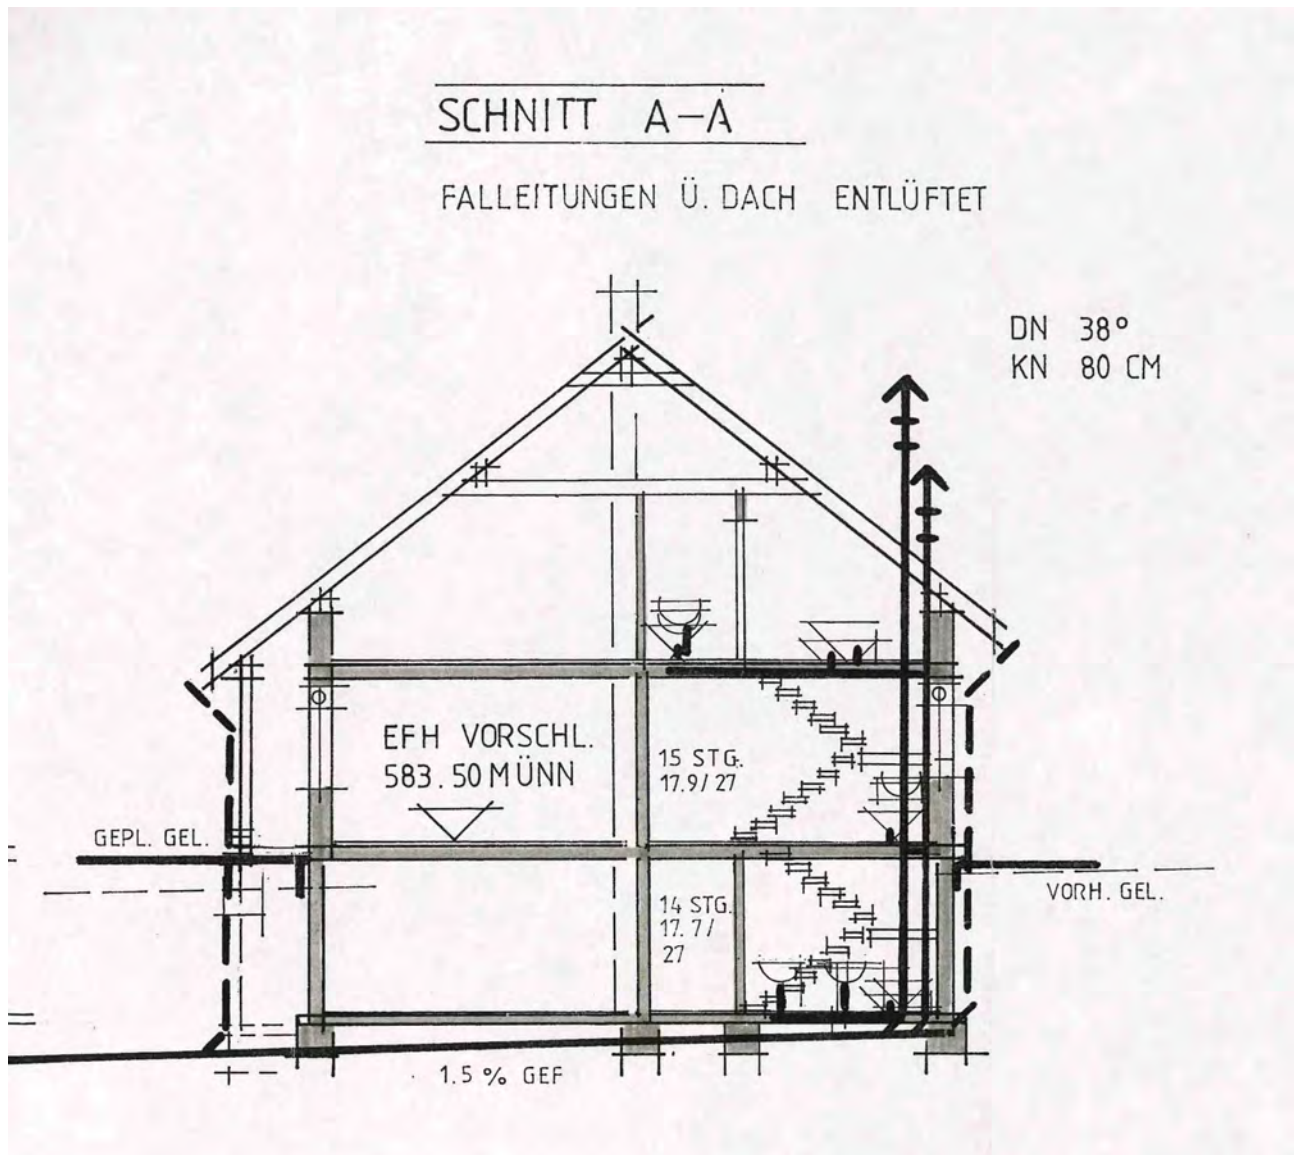 SCHNITT A-A
FALLEITUNGEN Ü. DACH ENTLÜFTET
DN 38°
KN 80 CM
EFH VORSCHL.
583.50 MÜNN
15 STG.
17.9/27
GEPL. GEL.
VORH. GEL.
14 STG.
17.7/
27
1.5 % GEF